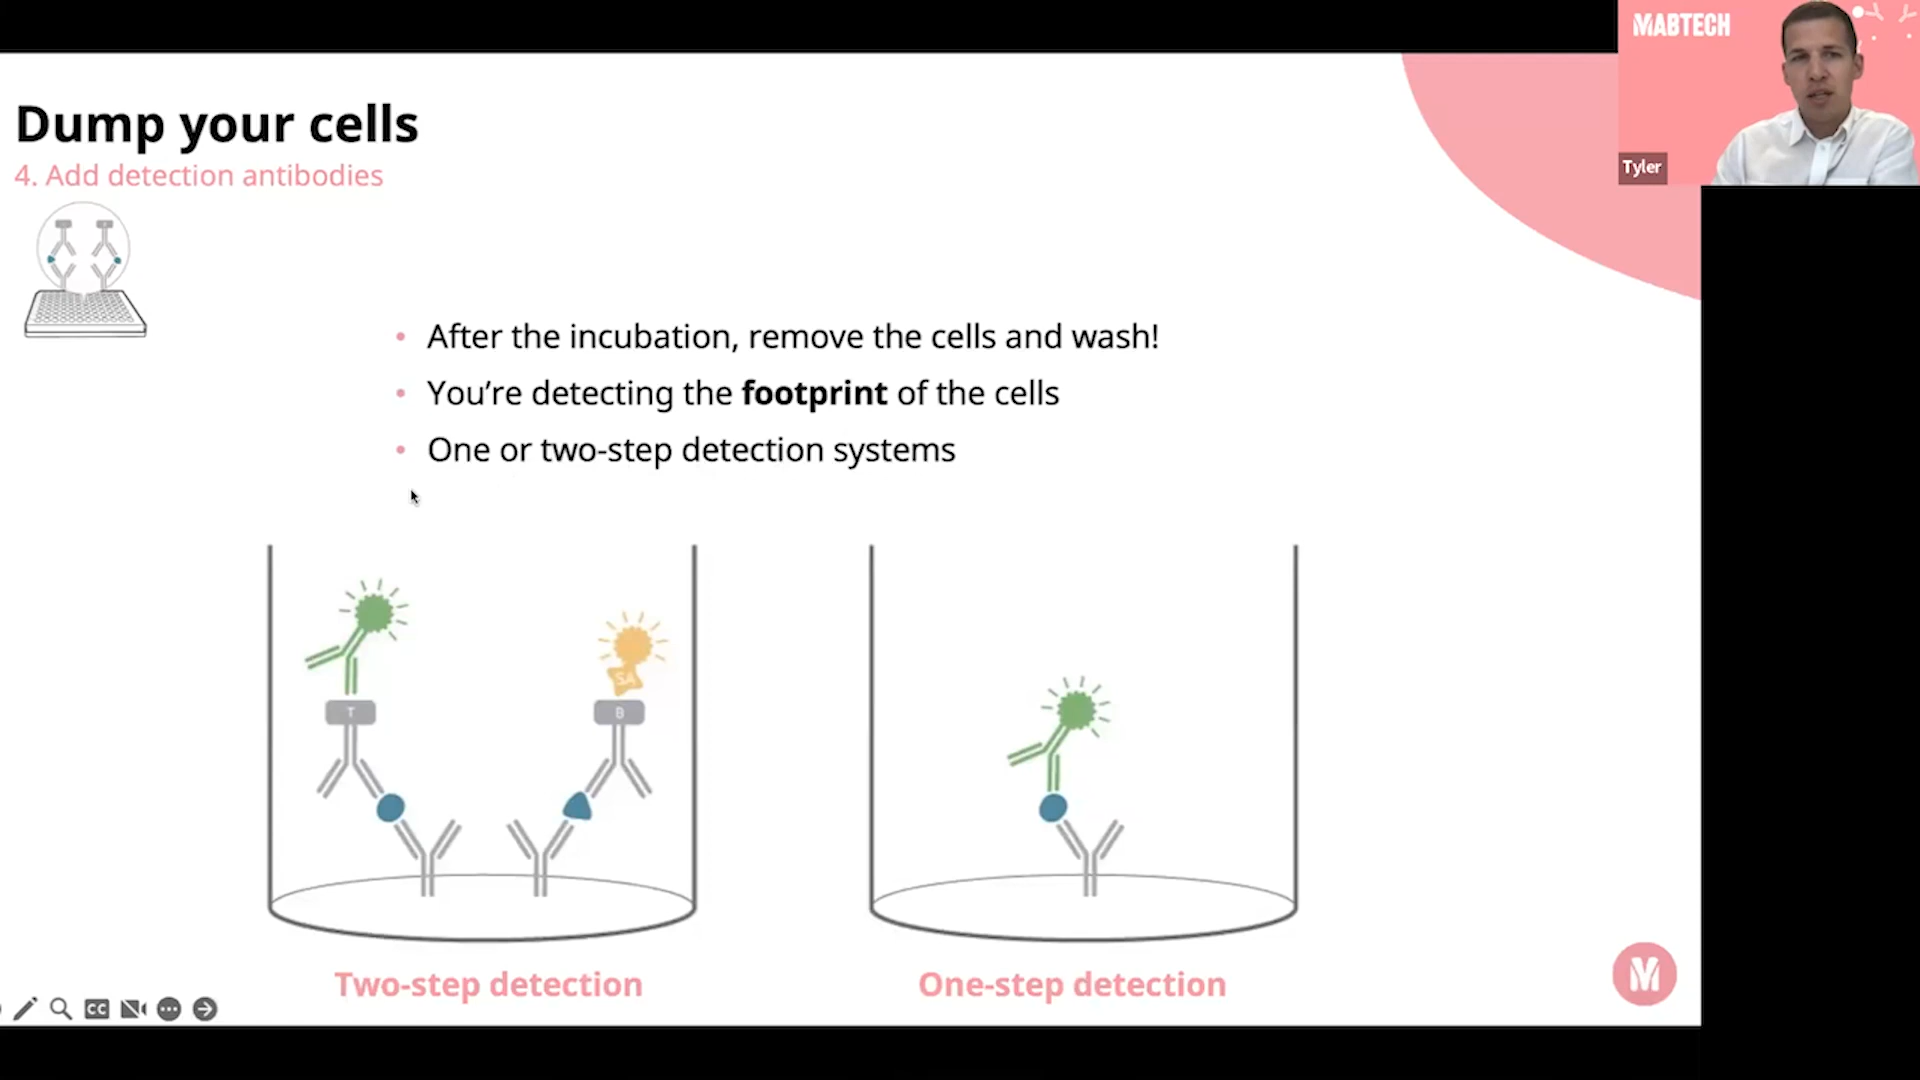 MABTECH
Tyler
Dump your cells
4. Add detection antibodies
• After the incubation, remove the cells and wash!
• You're detecting the footprint of the cells
• One or two-step detection systems
T
SA
B
Two-step detection
One-step detection
M
CC